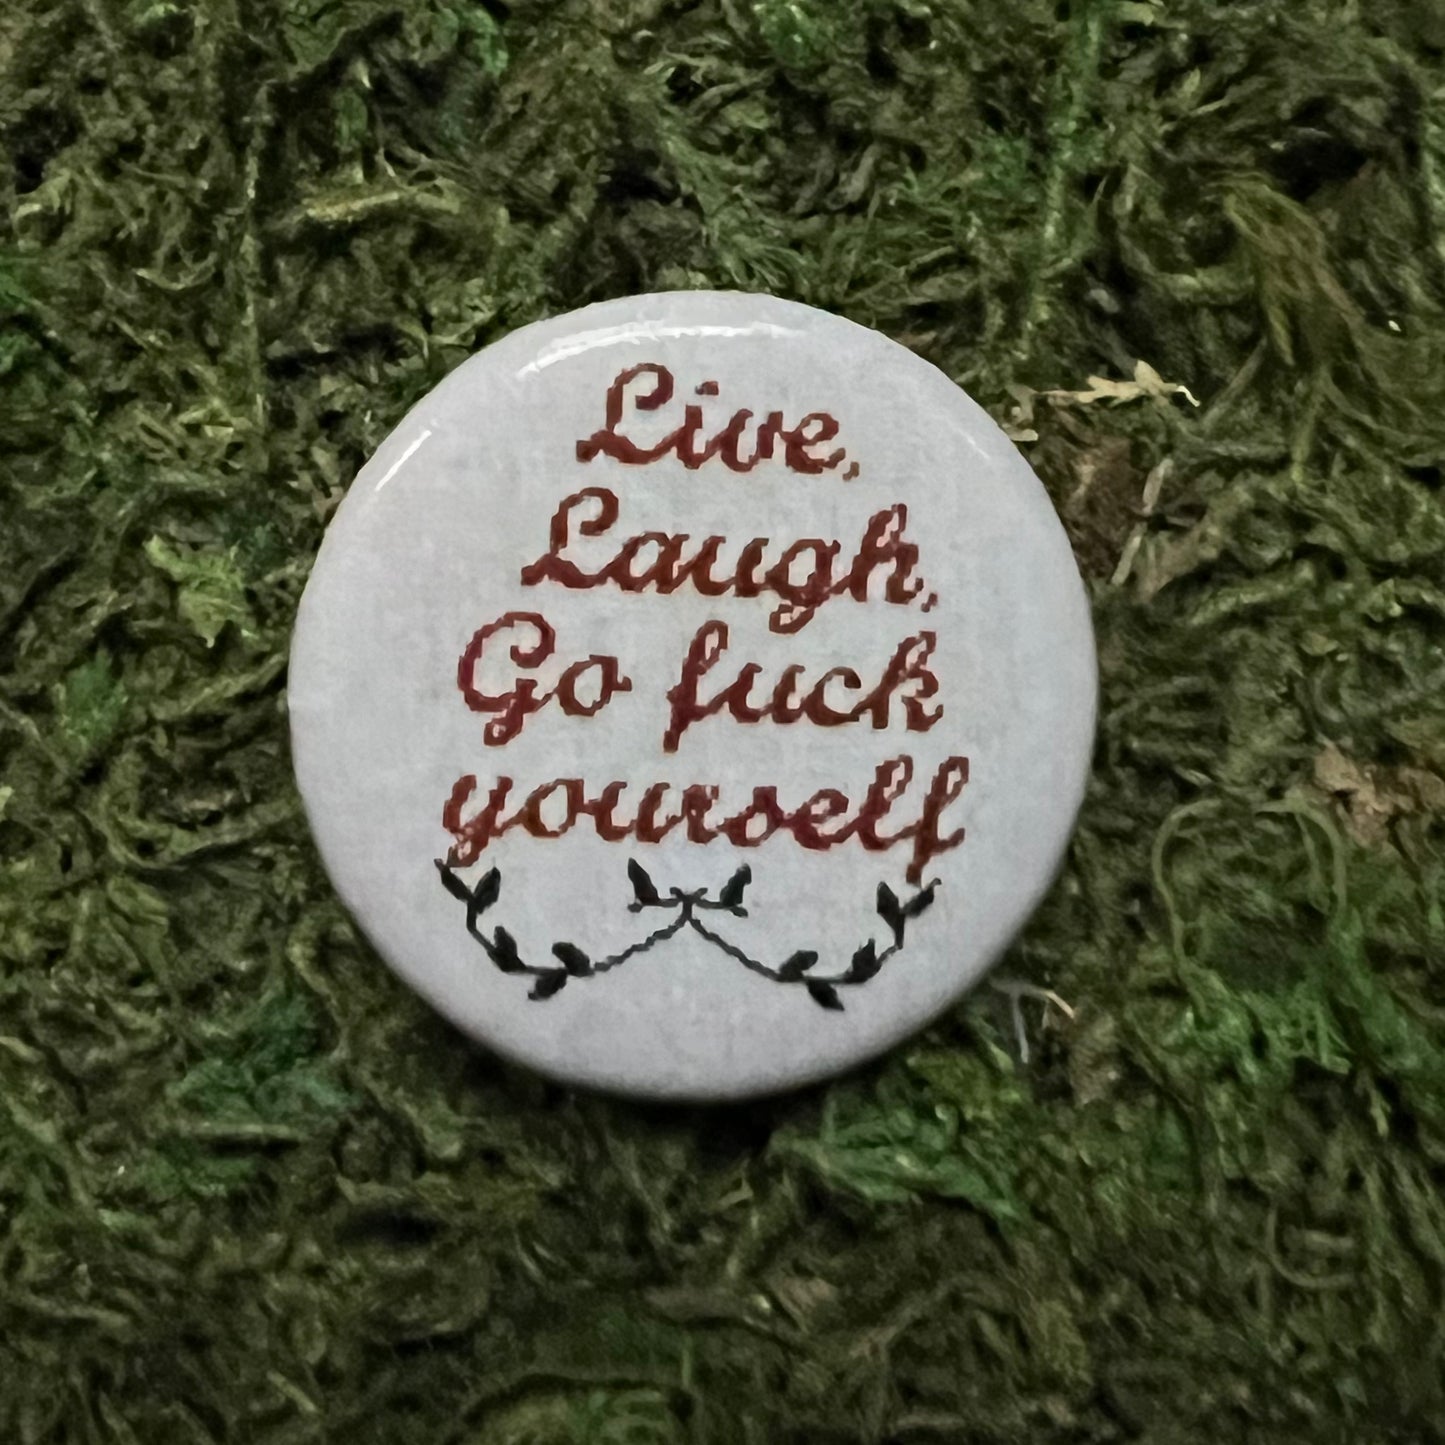 Live,
Laugh,
Go fuck
yourself